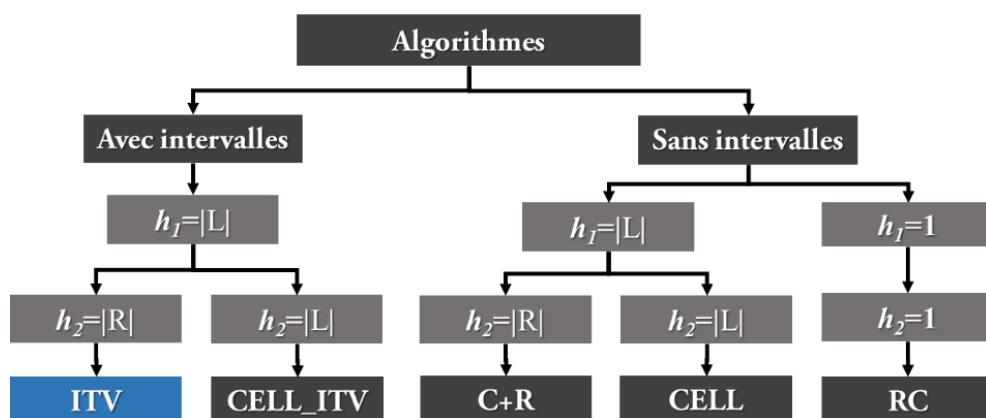 Algorithmes
Avec intervalles
Sans intervalles
h₁=|L|
h₁=|L|
h₁=1
h₂=|R|
h₂=|L|
h₂=|R|
h₂=|L|
h₂=1
ITV
CELL_ITV
C+R
CELL
RC